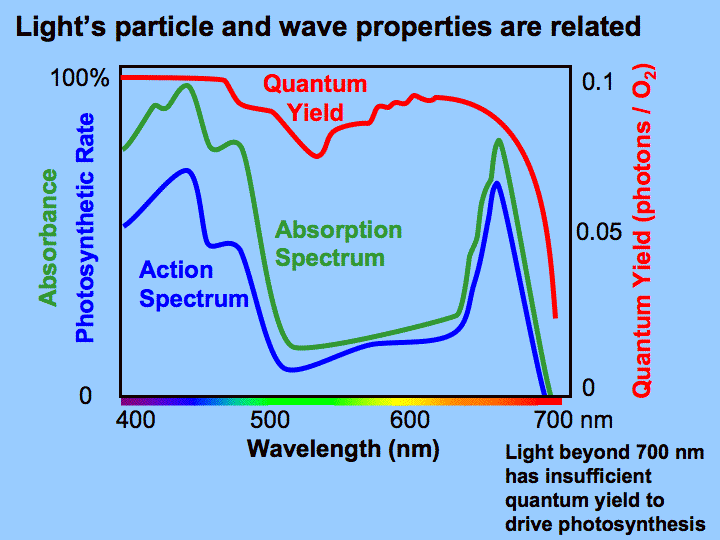 Light's particle and wave properties are related
100%
Absorbance
Photosynthetic Rate
0
Quantum
Yield
Absorption
Spectrum
Action
Spectrum
0.1
0.05
0
Quantum Yield (photons / O₂)
400
500
600
700 nm
Wavelength (nm)
Light beyond 700 nm
has insufficient
quantum yield to
drive photosynthesis